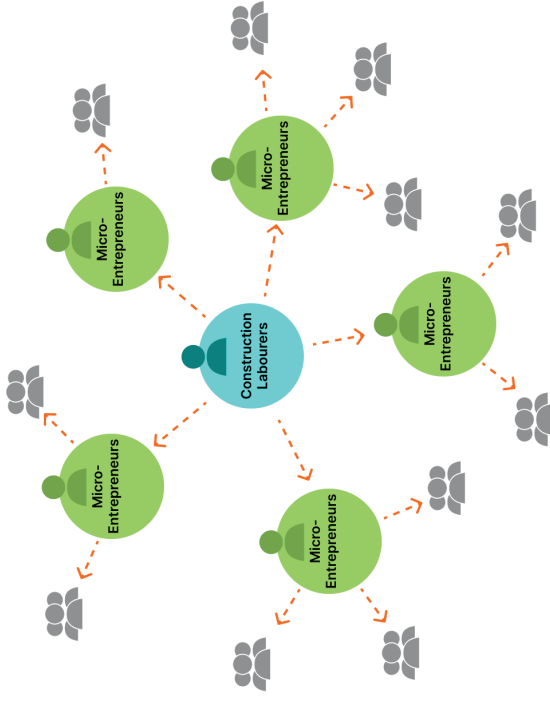 Micro-
Entrepreneurs
Micro-
Entrepreneurs
Construction
Labourers
Micro-
Entrepreneurs
Micro-
Entrepreneurs
Micro-
Entrepreneurs